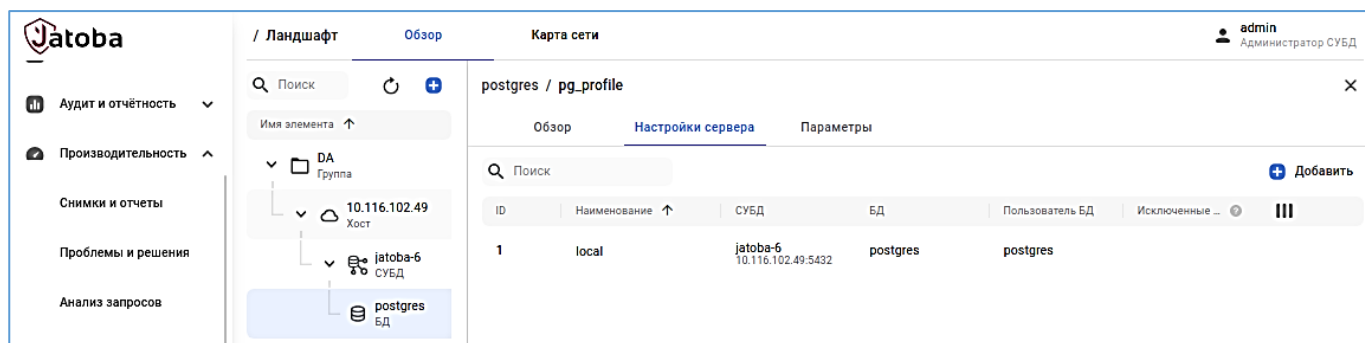 Jatoba
/ Ландшафт
Обзор
Карта сети
admin
Администратор СУБД
Аудит и отчётность
Производительность
Снимки и отчеты
Проблемы и решения
Анализ запросов
Поиск
Имя элемента
DA
Группа
10.116.102.49
Хост
jatoba-6
СУБД
postgres
БД
postgres / pg_profile
Обзор
Настройки сервера
Параметры
Поиск
Добавить
ID
Наименование
СУБД
БД
Пользователь БД
Исключенные ...
1
local
jatoba-6
10.116.102.49:5432
postgres
postgres